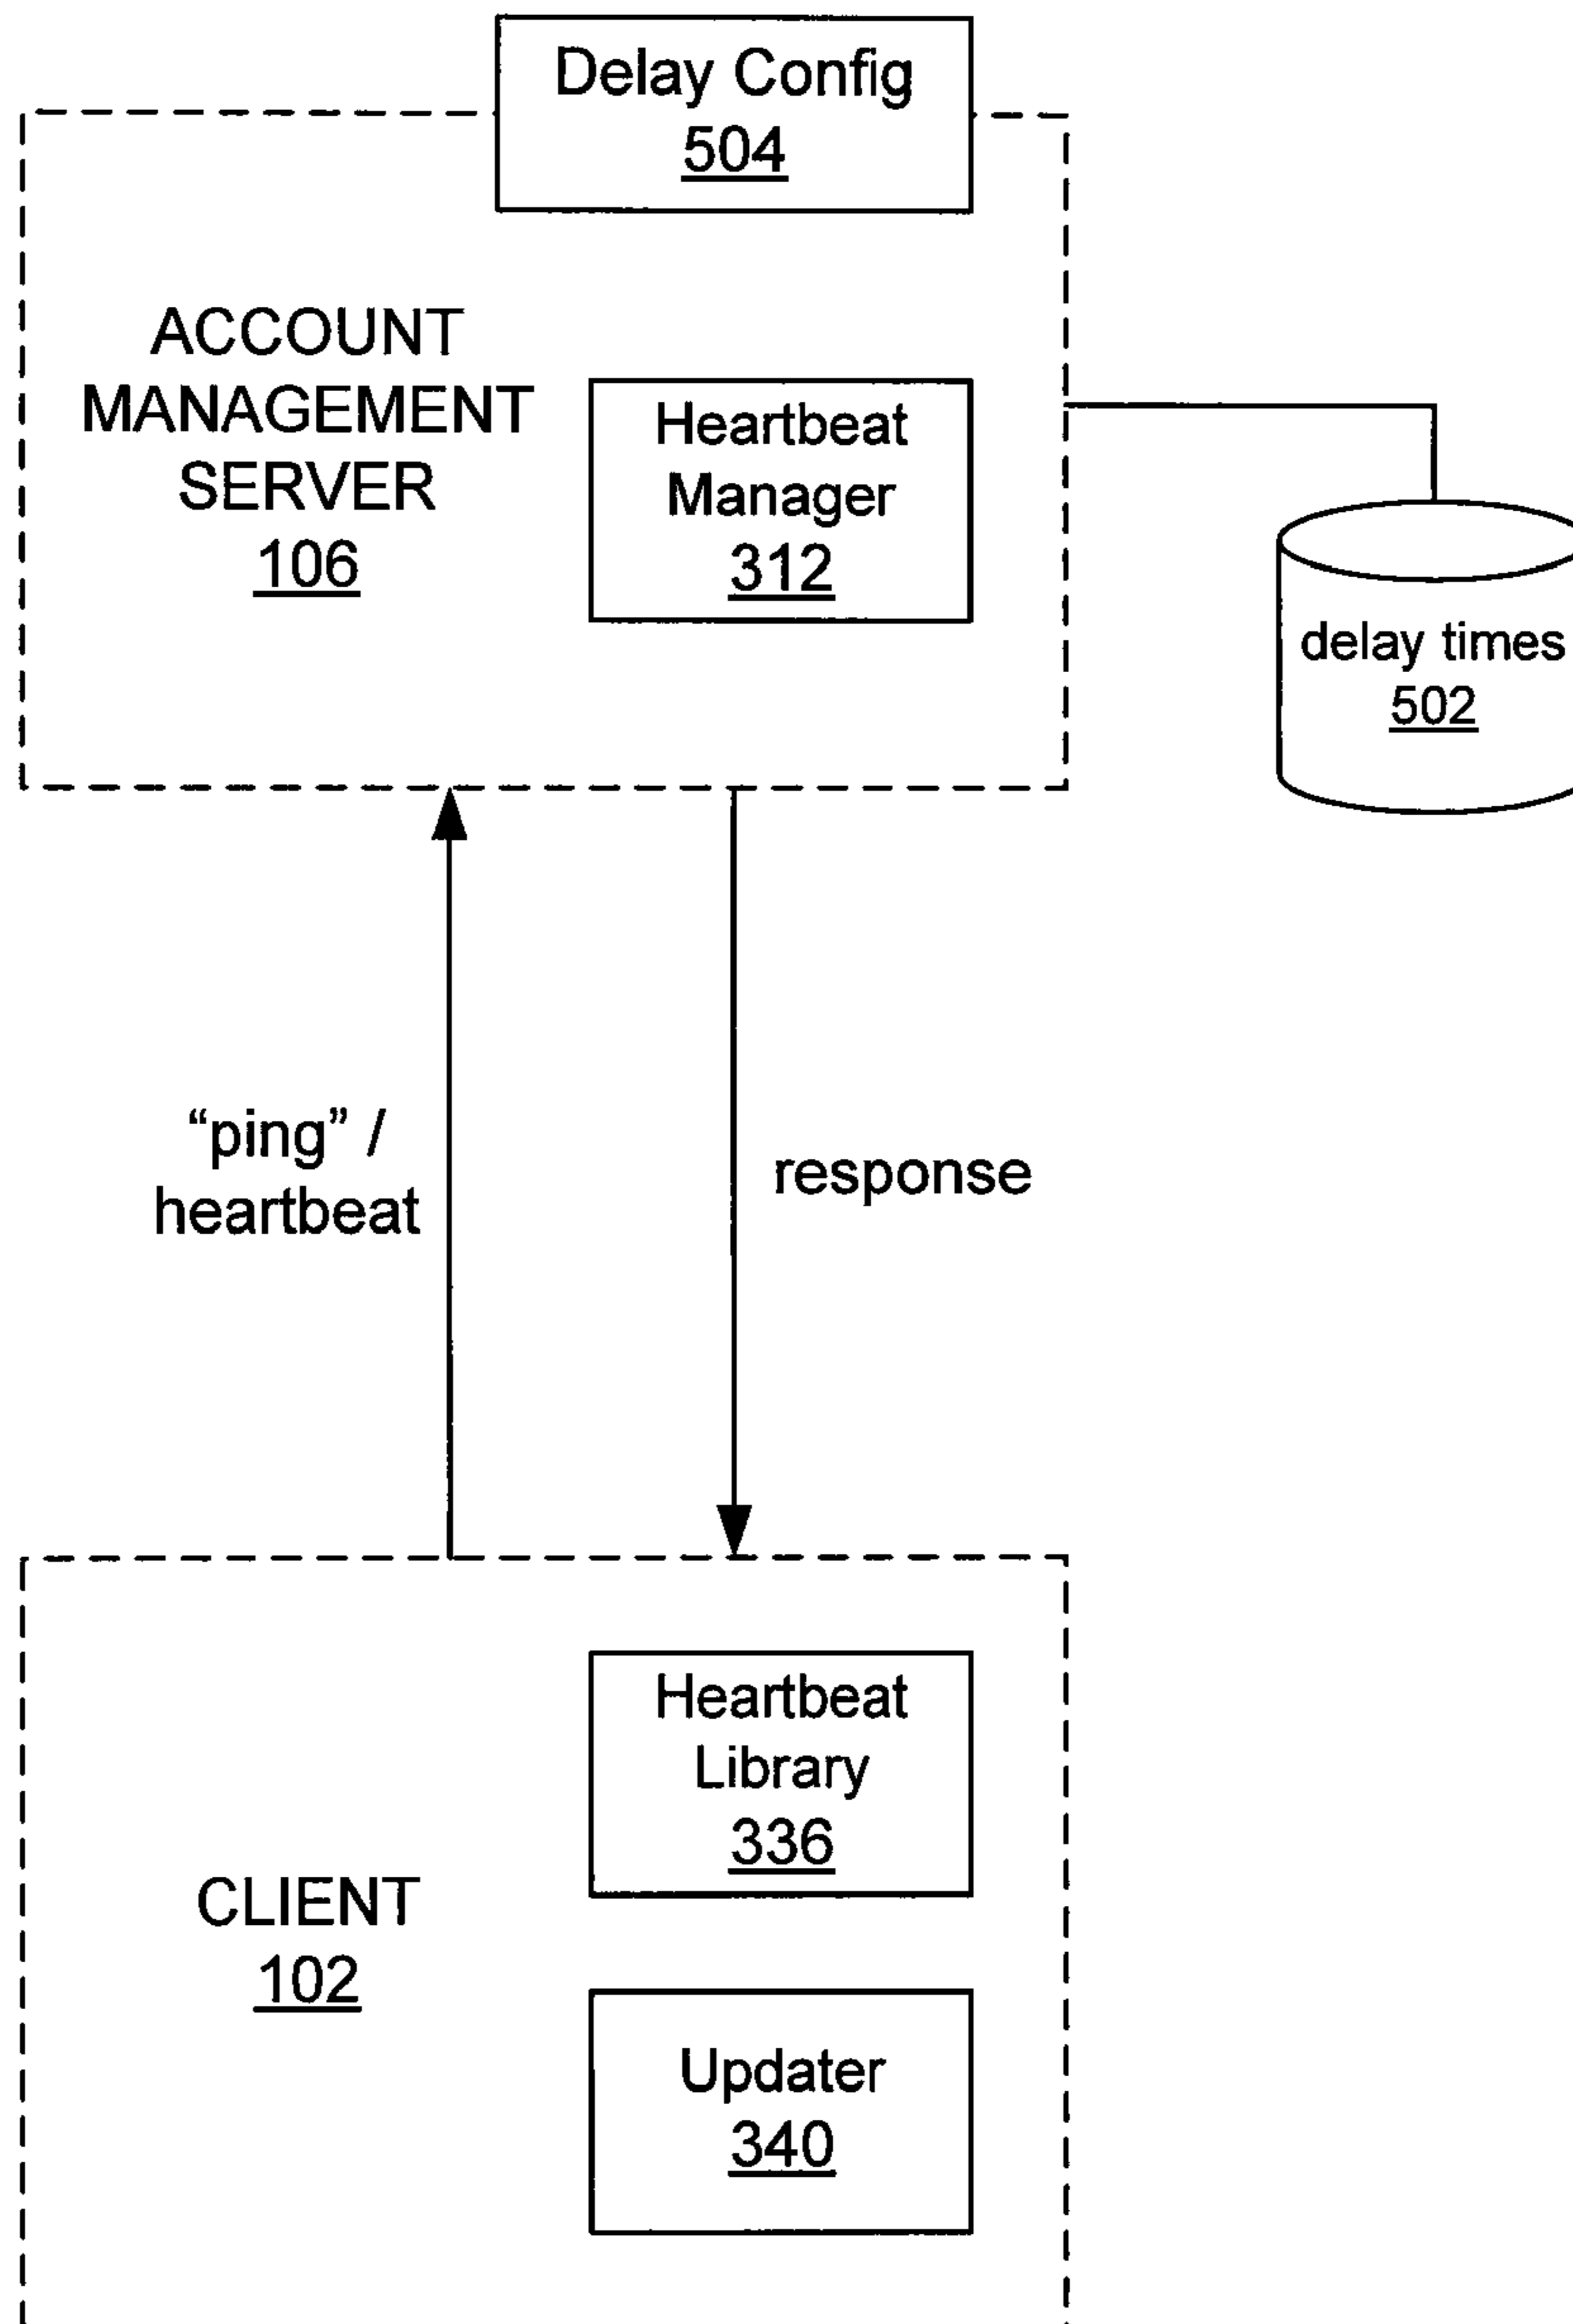 Delay Config
504
ACCOUNT
MANAGEMENT
SERVER
106
Heartbeat
Manager
312
delay times
502
“ping” /
heartbeat
response
Heartbeat
Library
336
CLIENT
102
Updater
340